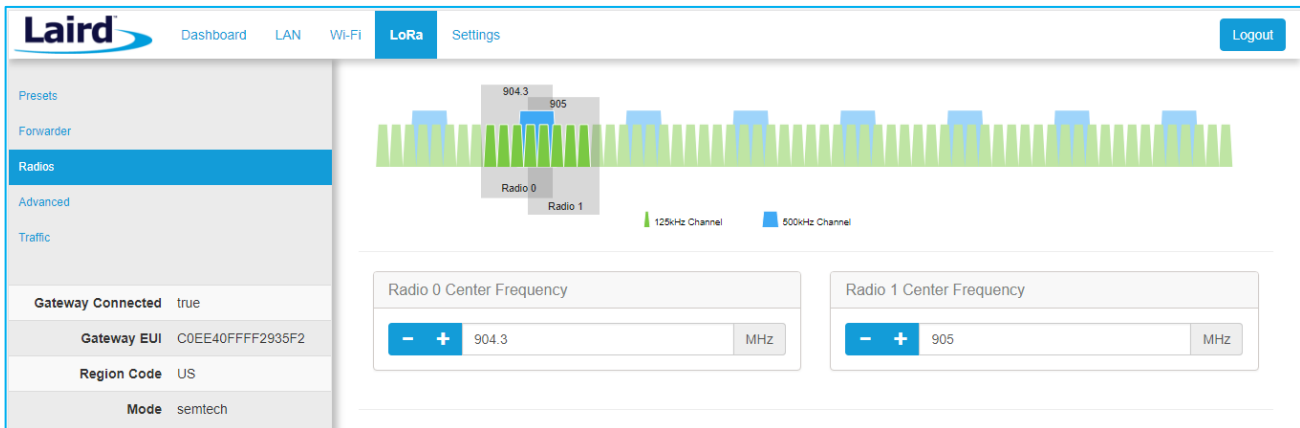 Laird™
Dashboard LAN Wi-Fi LoRa Settings Logout
Presets
Forwarder
Radios
Advanced
Traffic
Gateway Connected true
Gateway EUI C0EE40FFFF2935F2
Region Code US
Mode semtech
904.3
905
Radio 0
Radio 1
125kHz Channel 500kHz Channel
Radio 0 Center Frequency Radio 1 Center Frequency
− + 904.3 MHz − + 905 MHz